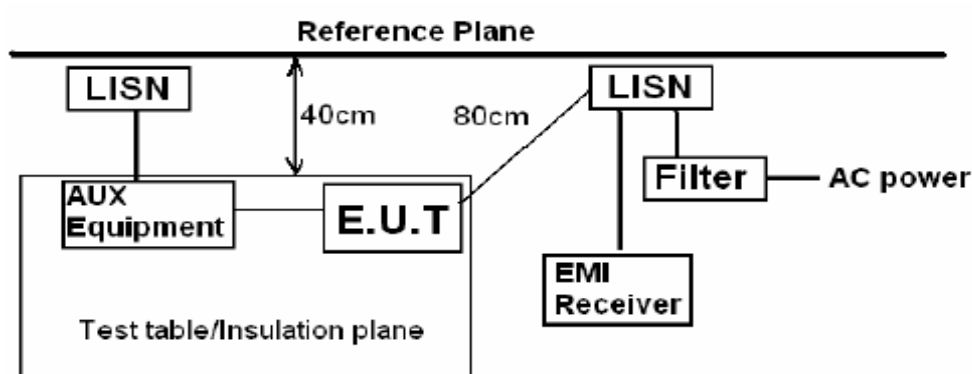 Reference Plane
LISN
40cm
80cm
LISN
AUX
Equipment
E.U.T
Filter
AC power
EMI
Receiver
Test table/Insulation plane